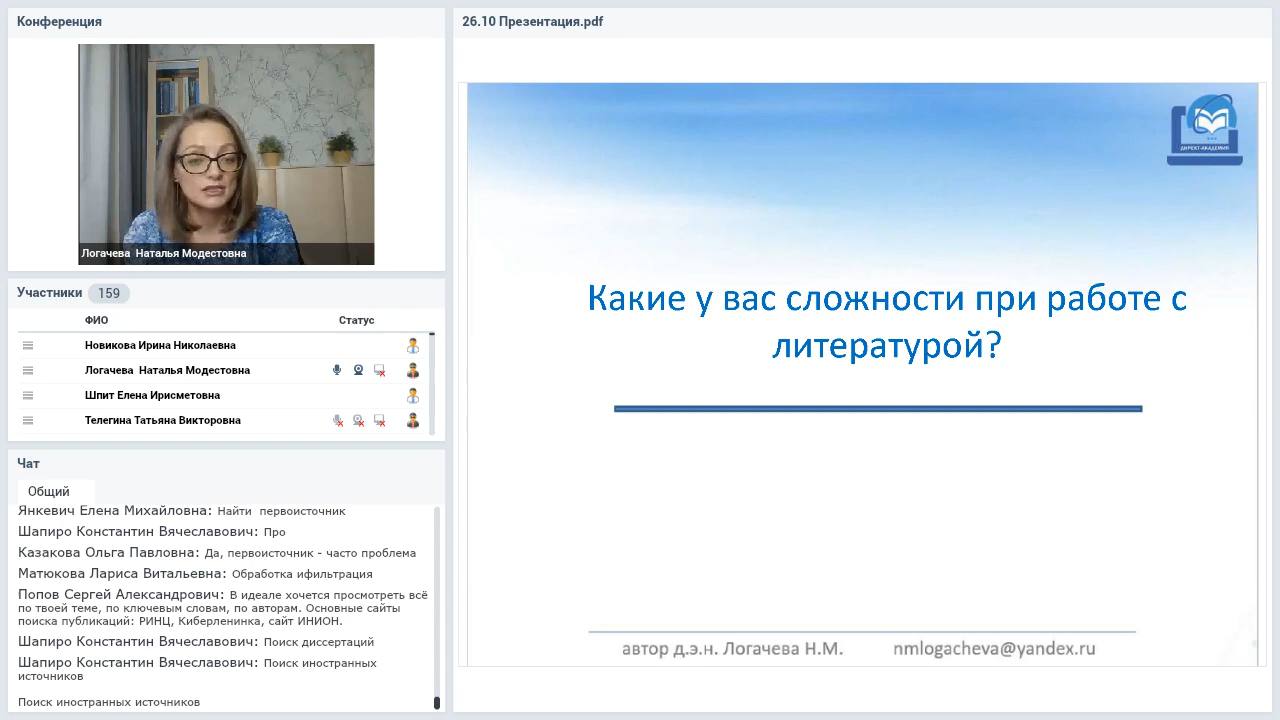 Конференция
Логачева  Наталья Модестовна
Участники 159
ФИО Статус
Новикова Ирина Николаевна
Логачева  Наталья Модестовна
Шпит Елена Ирисметовна
Телегина Татьяна Викторовна
Чат
Общий
Янкевич Елена Михайловна: Найти  первоисточник
Шапиро Константин Вячеславович: Про
Казакова Ольга Павловна: Да, первоисточник - часто проблема
Матюкова Лариса Витальевна: Обработка ифильтрация
Попов Сергей Александрович: В идеале хочется просмотреть всё
по твоей теме, по ключевым словам, по авторам. Основные сайты
поиска публикаций: РИНЦ, Киберленинка, сайт ИНИОН.
Шапиро Константин Вячеславович: Поиск диссертаций
Шапиро Константин Вячеславович: Поиск иностранных
источников
Поиск иностранных источников
26.10 Презентация.pdf
ДИРЕКТ-АКАДЕМИЯ
Какие у вас сложности при работе с
литературой?
автор д.э.н. Логачева Н.М. nmlogacheva@yandex.ru